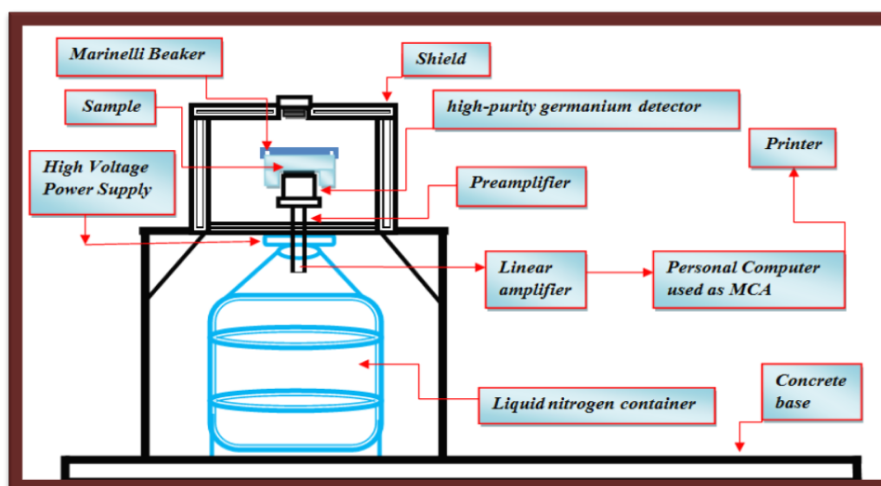 Marinelli Beaker
Shield
Sample
high-purity germanium detector
Printer
High Voltage
Power Supply
Preamplifier
Linear
amplifier
Personal Computer
used as MCA
Concrete
base
Liquid nitrogen container